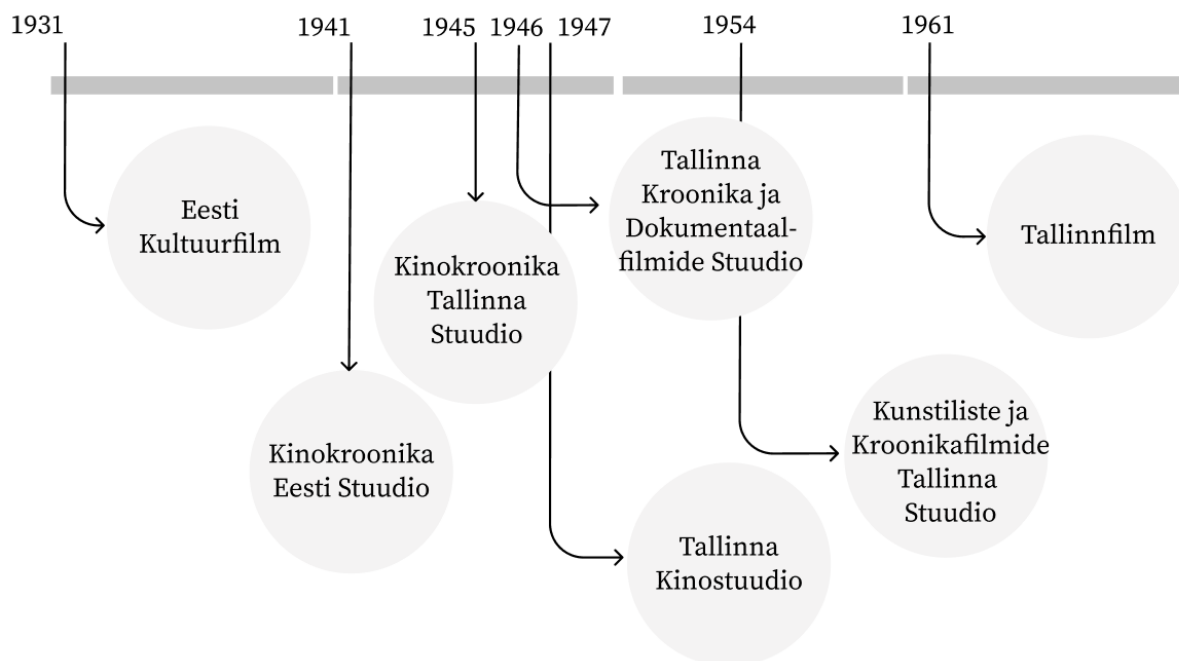 1931
1941
1945
1946
1947
1954
1961
Eesti
Kultuurfilm
Kinokroonika
Eesti Stuudio
Kinokroonika
Tallinna
Stuudio
Tallinna
Kroonika ja
Dokumentaal-
filmide Stuudio
Tallinna
Kinostuudio
Kunstiliste ja
Kroonikafilmide
Tallinna
Stuudio
Tallinnfilm